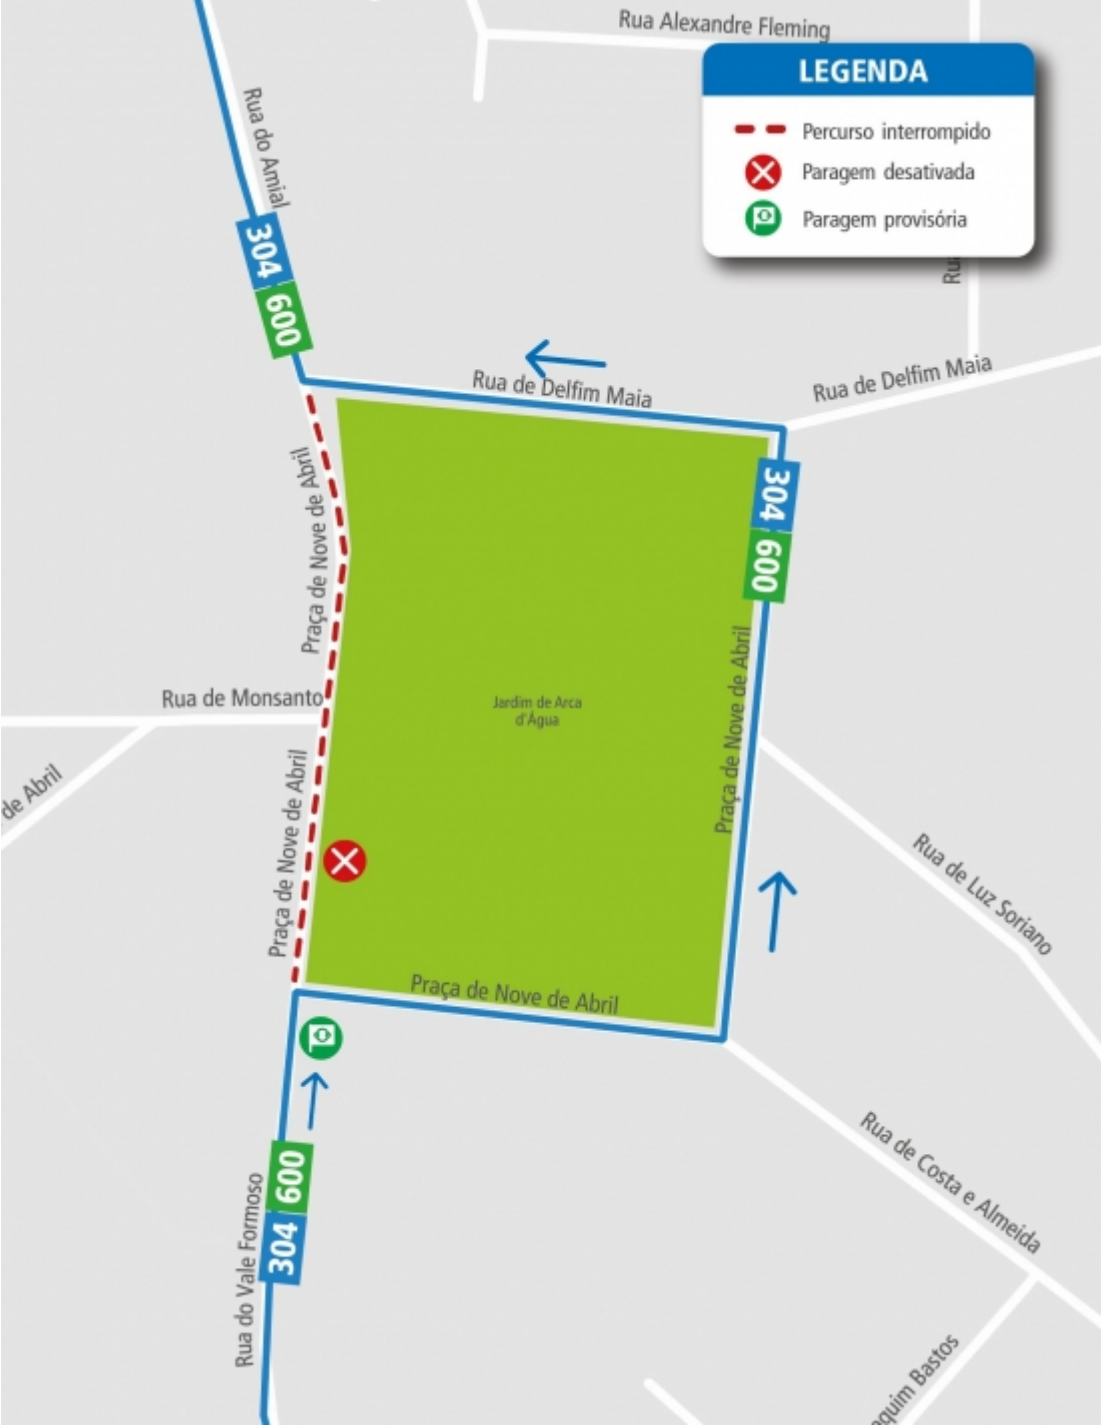 Rua Alexandre Fleming
LEGENDA
Percurso interrompido
Paragem desativada
Paragem provisória
Rua do Amial
304
600
Rua
Rua de Delfim Maia
Rua de Delfim Maia
304
600
Praça de Nove de Abril
Praça de Nove de Abril
Rua de Monsanto
Jardim de Arca
d'Água
de Abril
Praça de Nove de Abril
Rua de Luz Soriano
Praça de Nove de Abril
Rua de Costa e Almeida
600
304
Rua do Vale Formoso
aquim Bastos